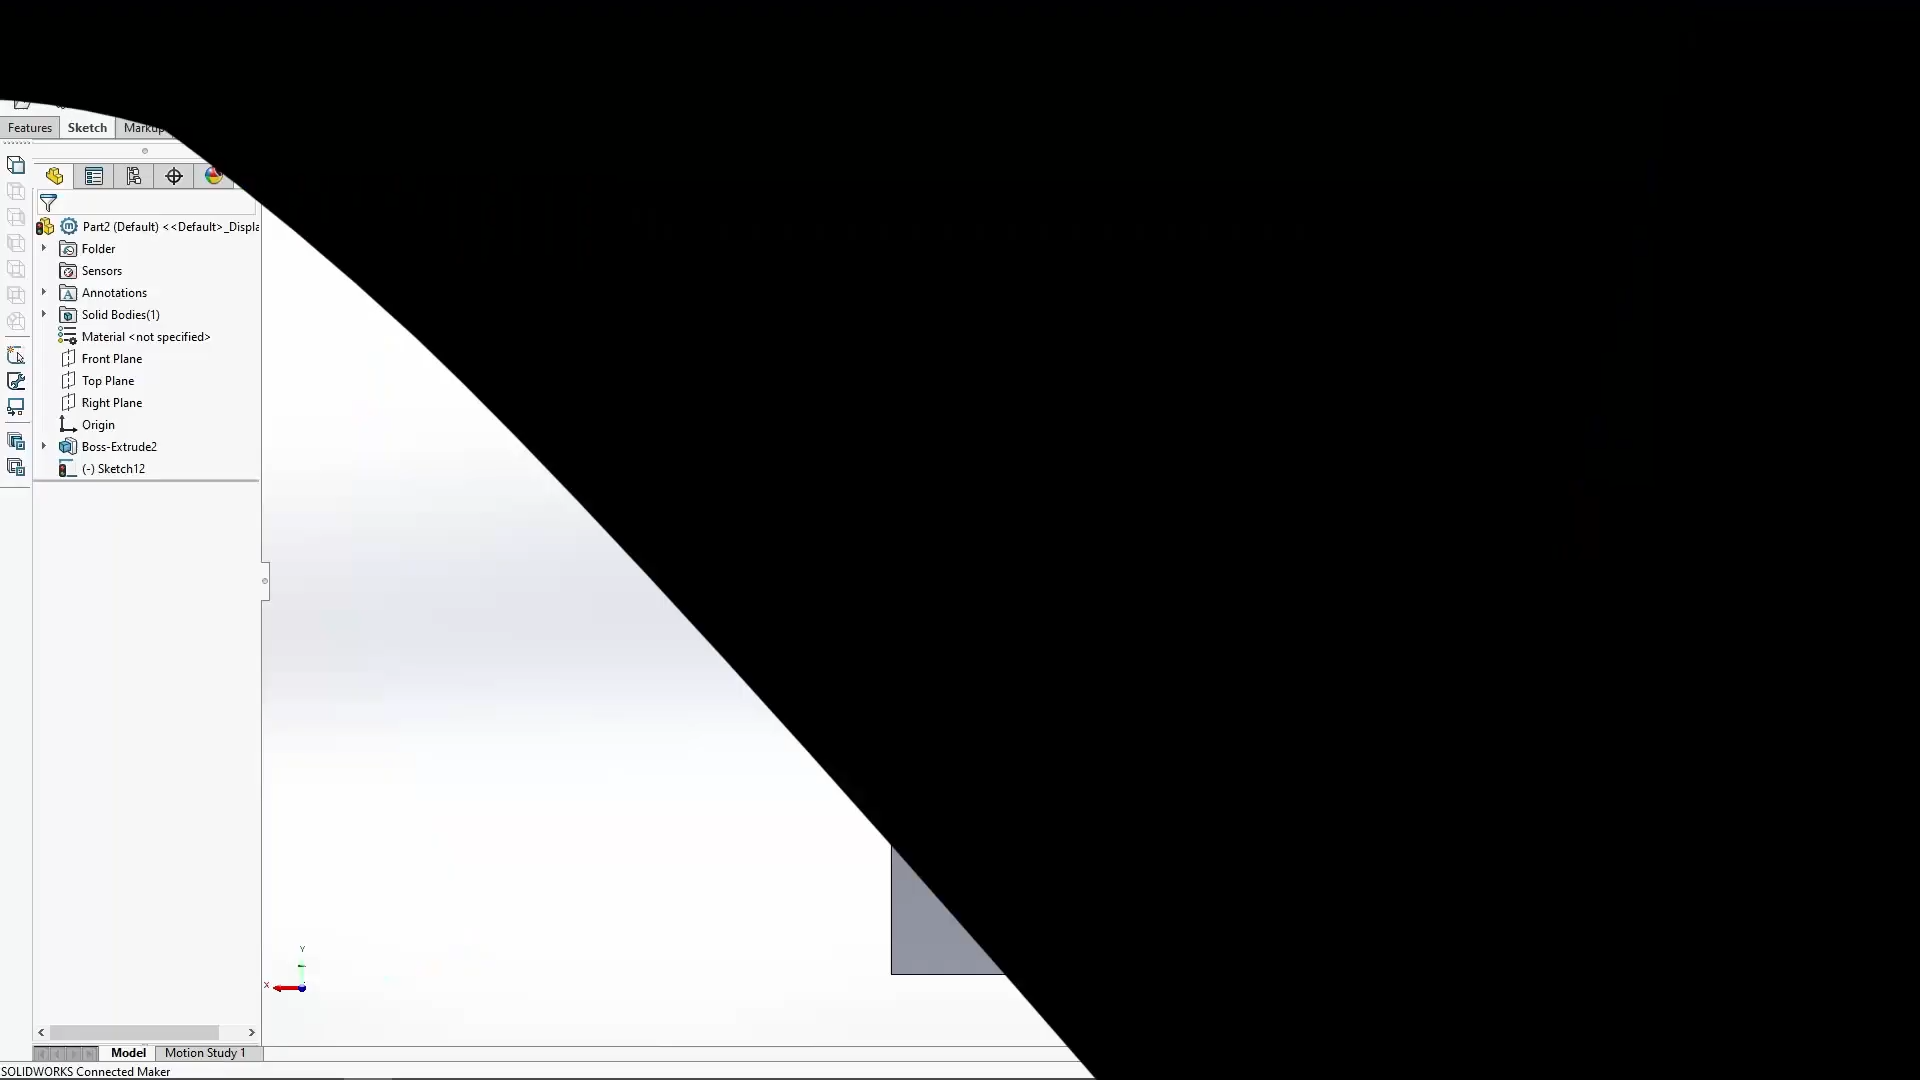 Features Sketch Markup
Part2 (Default) <<Default>_Displa
Folder
Sensors
Annotations
Solid Bodies(1)
Material <not specified>
Front Plane
Top Plane
Right Plane
Origin
Boss-Extrude2
(-) Sketch12
Y
X
Model Motion Study 1
SOLIDWORKS Connected Maker